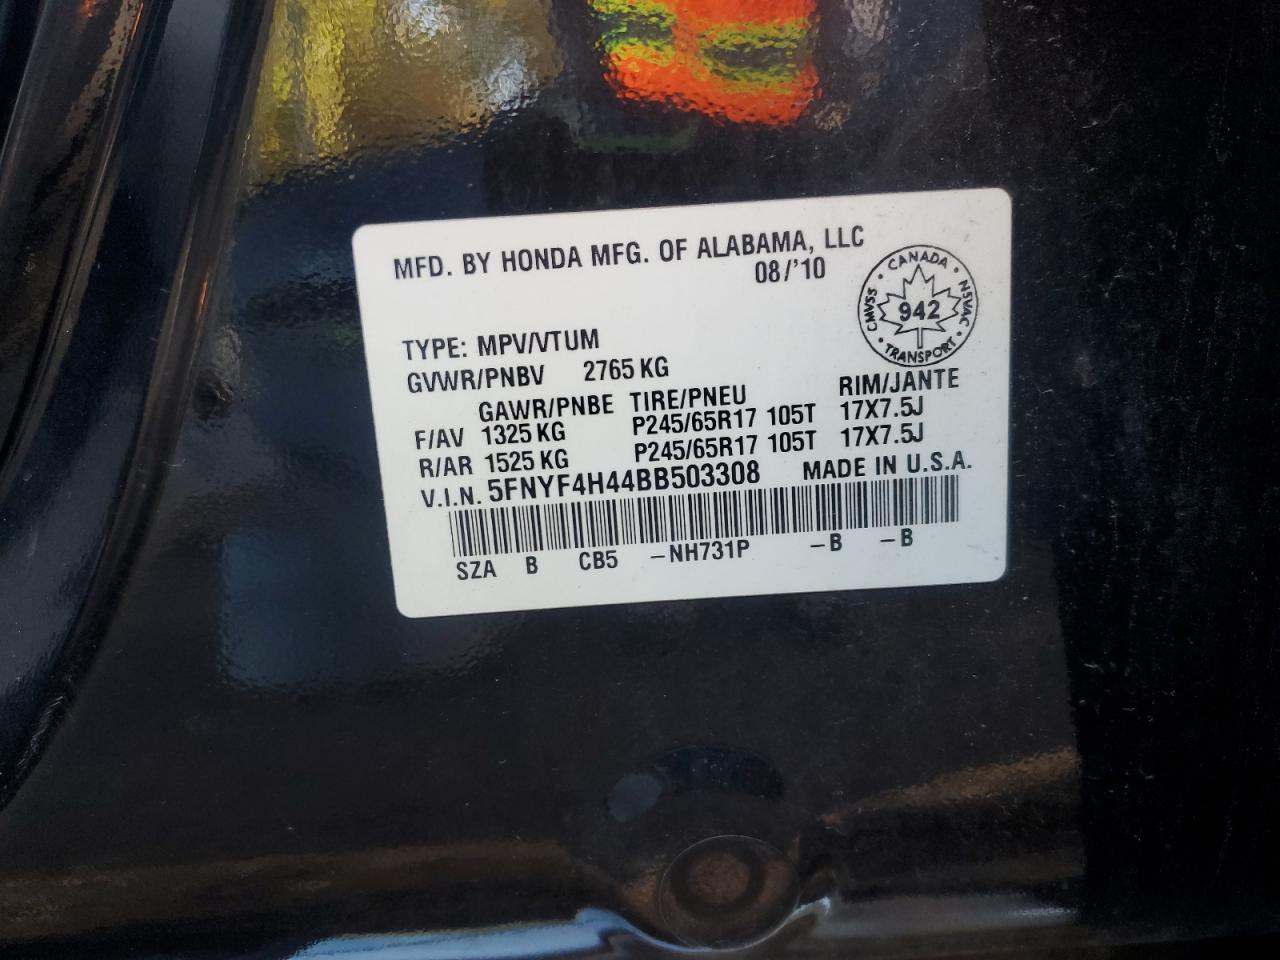 MFD. BY HONDA MFG. OF ALABAMA, LLC
08/'10
CANADA
CMVSS
942
NSVAC
TRANSPORT
TYPE: MPV/VTUM
GVWR/PNBV 2765 KG
GAWR/PNBE TIRE/PNEU RIM/JANTE
F/AV 1325 KG P245/65R17 105T 17X7.5J
R/AR 1525 KG P245/65R17 105T 17X7.5J
V.I.N. 5FNYF4H44BB503308 MADE IN U.S.A.
SZA B CB5 -NH731P -B -B